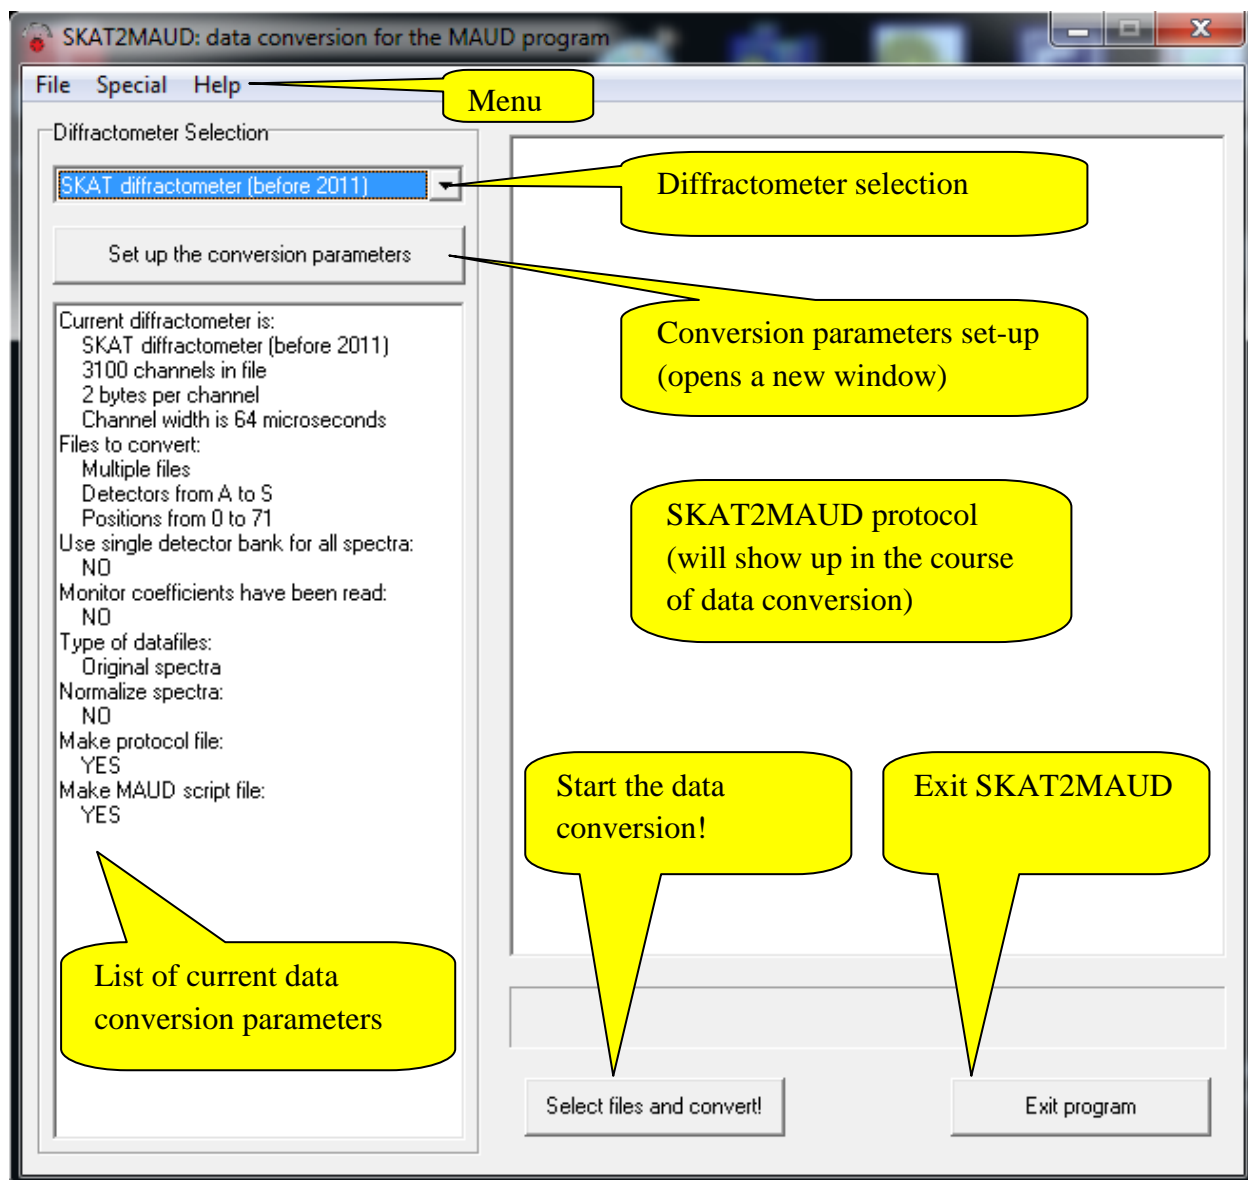 SKAT2MAUD: data conversion for the MAUD program
File Special Help
Menu
Diffractometer Selection
SKAT diffractometer (before 2011)
Diffractometer selection
Set up the conversion parameters
Conversion parameters set-up
(opens a new window)
Current diffractometer is:
SKAT diffractometer (before 2011)
3100 channels in file
2 bytes per channel
Channel width is 64 microseconds
Files to convert:
Multiple files
Detectors from A to S
Positions from 0 to 71
Use single detector bank for all spectra:
NO
Monitor coefficients have been read:
NO
Type of datafiles:
Original spectra
Normalize spectra:
NO
Make protocol file:
YES
Make MAUD script file:
YES
SKAT2MAUD protocol
(will show up in the course
of data conversion)
Start the data
conversion!
Exit SKAT2MAUD
List of current data
conversion parameters
Select files and convert!
Exit program